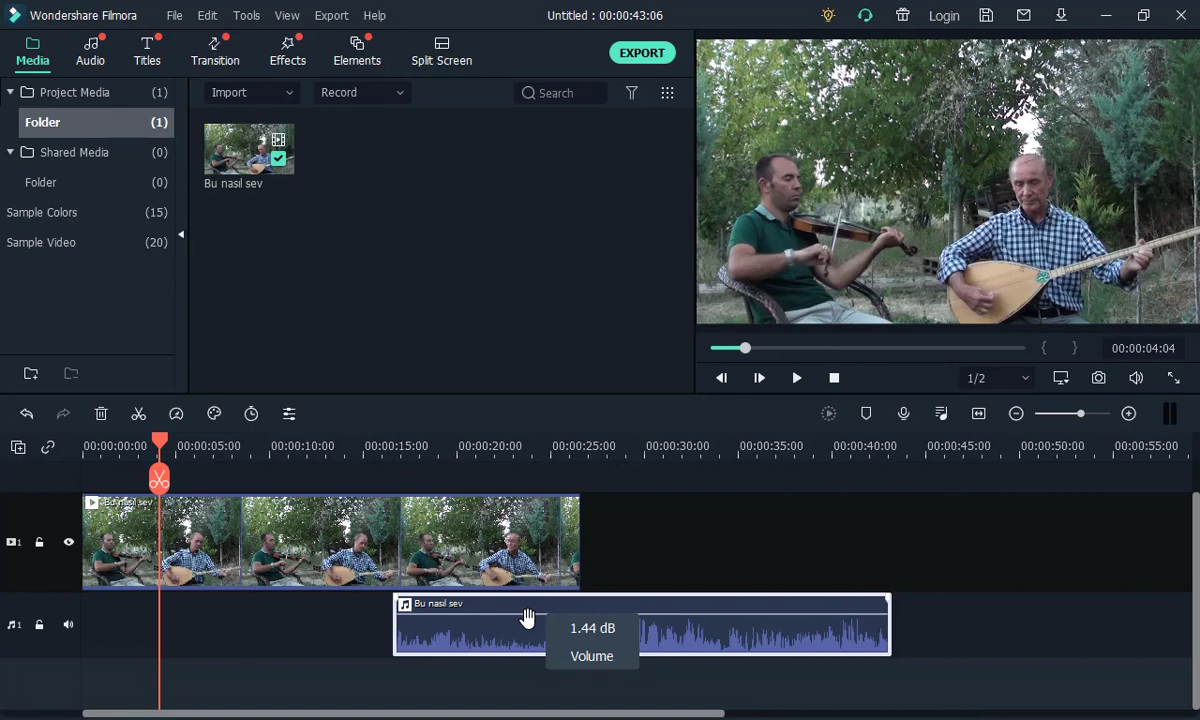 Wondershare Filmora
File
Edit
Tools
View
Export
Help
Untitled : 00:00:43:06
Login
Media
Audio
Titles
Transition
Effects
Elements
Split Screen
EXPORT
Project Media (1)
Folder (1)
Shared Media (0)
Folder (0)
Sample Colors (15)
Sample Video (20)
Import
Record
Search
Bu nasıl sev
{ }
00:00:04:04
1/2
00:00:00:00
00:00:05:00
00:00:10:00
00:00:15:00
00:00:20:00
00:00:25:00
00:00:30:00
00:00:35:00
00:00:40:00
00:00:45:00
00:00:50:00
00:00:55:00
Bu nasıl sev
1
Bu nasıl sev
1
1.44 dB
Volume